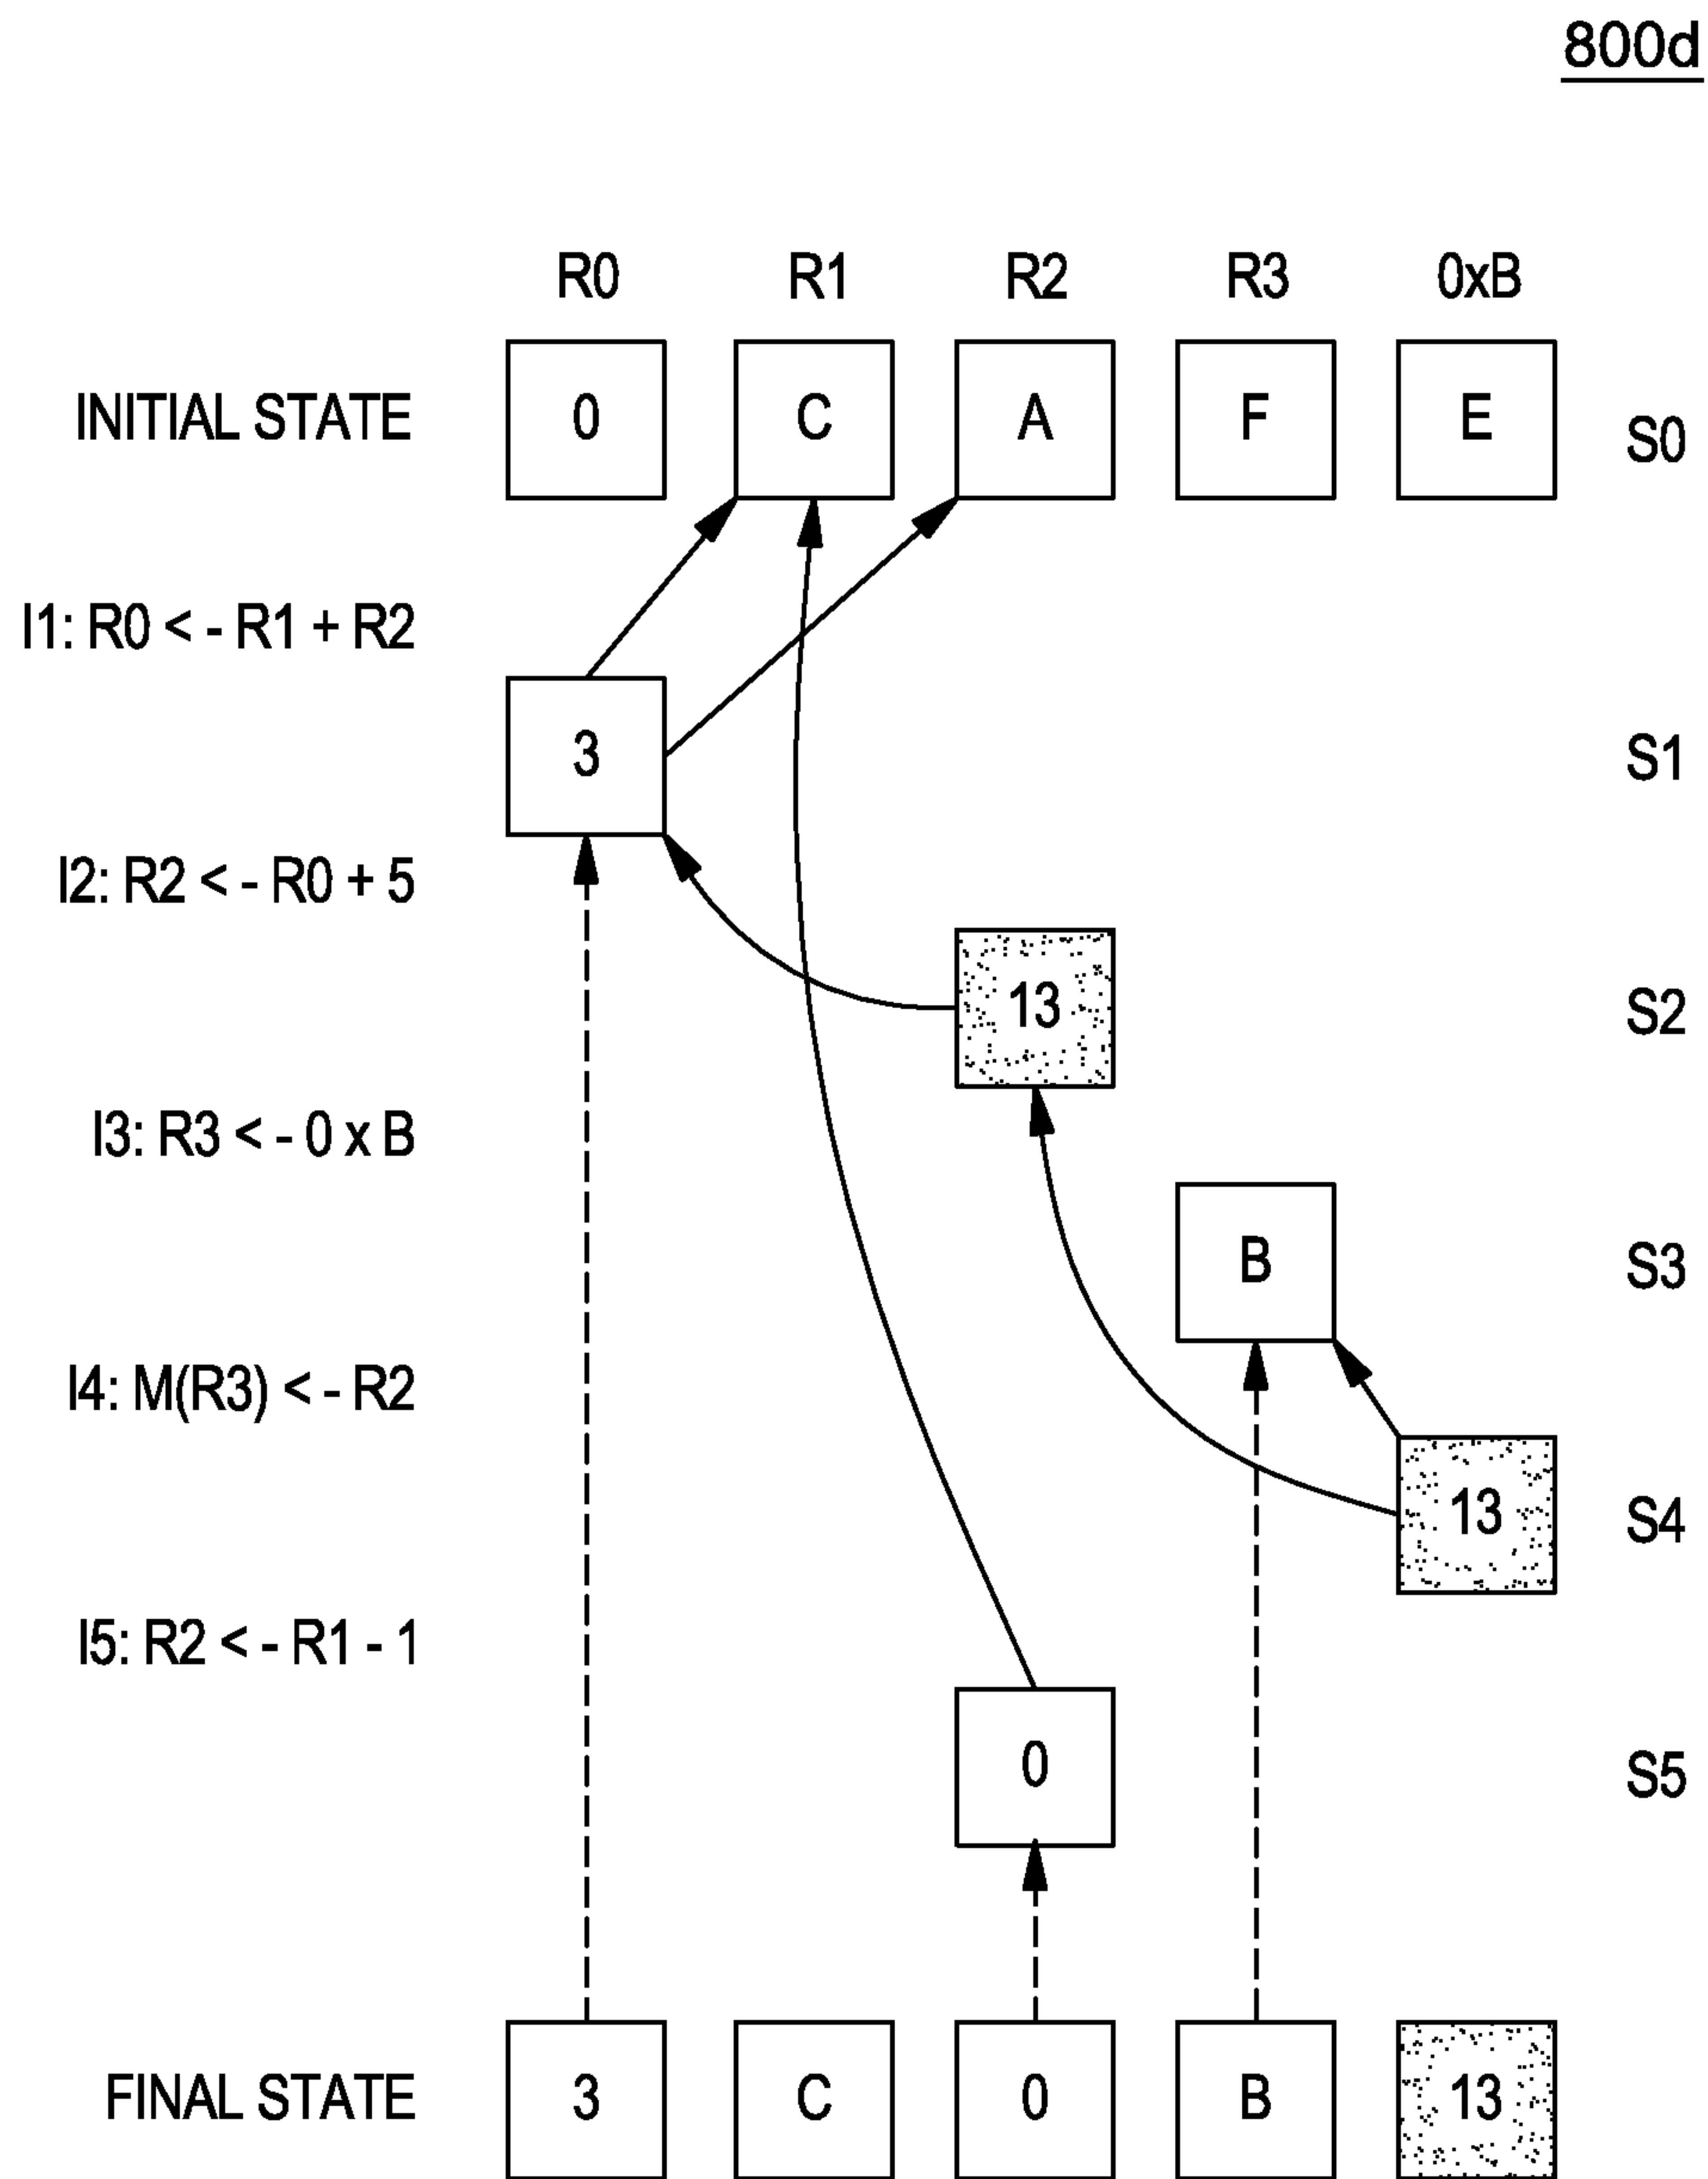 800d
R0 R1 R2 R3 0xB
INITIAL STATE 0 C A F E S0
I1: R0 < - R1 + R2
3 S1
I2: R2 < - R0 + 5
13 S2
I3: R3 < - 0 x B
B S3
I4: M(R3) < - R2
13 S4
I5: R2 < - R1 - 1
0 S5
FINAL STATE 3 C 0 B 13